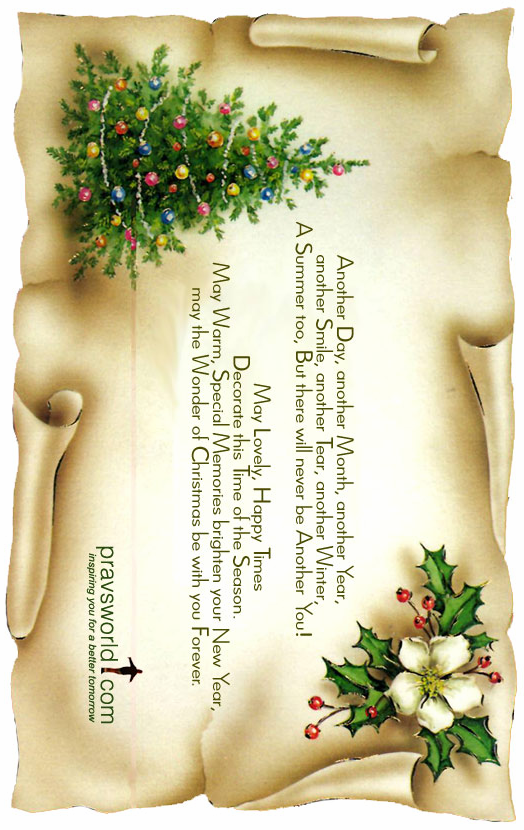 Another Day, another Month, another Year,
another Smile, another Tear, another Winter,
A Summer too, But there will never be Another You!
May Lovely, Happy Times
Decorate this Time of the Season.
May Warm, Special Memories brighten your New Year,
may the Wonder of Christmas be with you Forever.
pravsworld.com
inspiring you for a better tomorrow